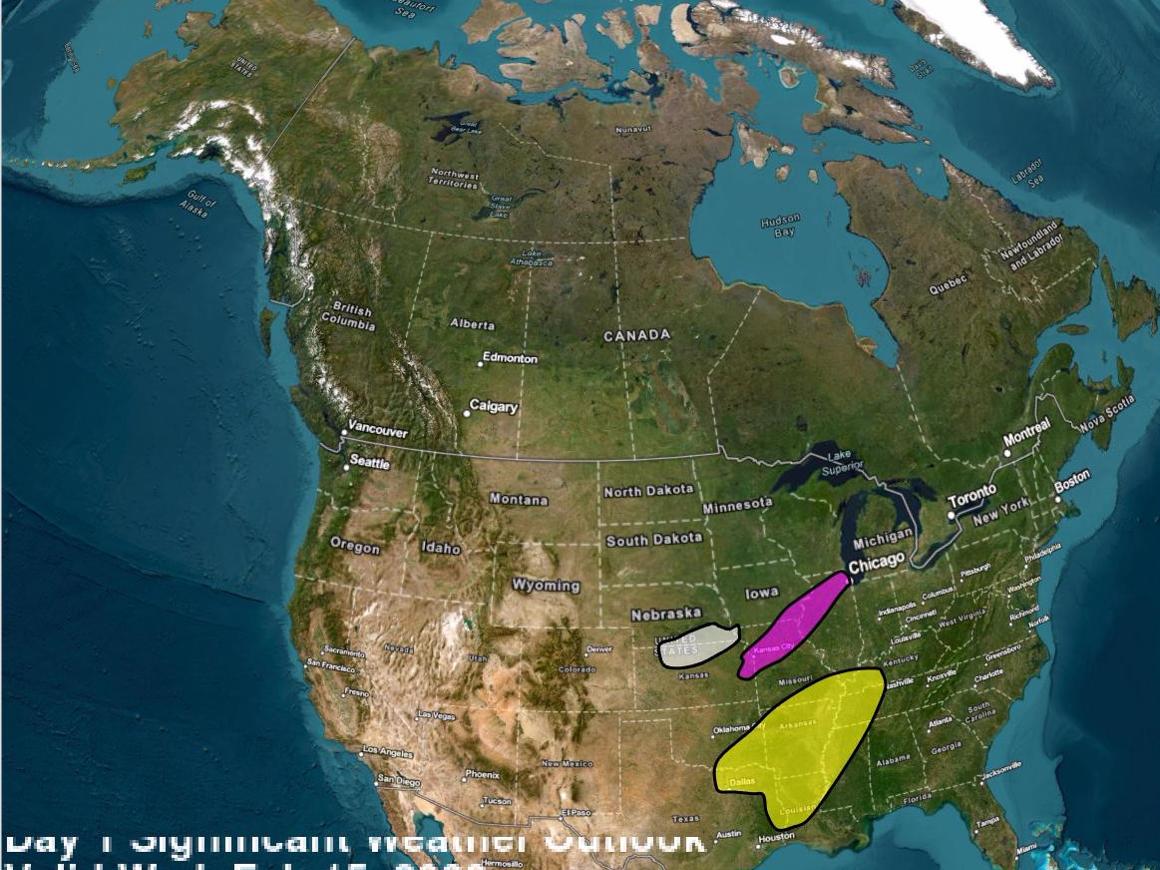 Beaufort
Sea
UNITED
STATES
Great
Bear Lake
Nunavut
Northwest
Territories
Great
Slave
Lake
Gulf of
Alaska
Labrador
Sea
Hudson
Bay
Newfoundland
and Labrador
Quebec
Lake
Athabasca
British
Columbia
Alberta
CANADA
Edmonton
Calgary
Vancouver
Seattle
Nova Scotia
Montreal
Lake
Superior
Boston
Toronto
New York
Montana
North Dakota
Minnesota
Michigan
South Dakota
Oregon
Idaho
Chicago
Philadelphia
Pittsburgh
Wyoming
Iowa
Nebraska
Columbus
Washington
Indianapolis
Cincinnati
West Virginia
Richmond
Norfolk
Louisville
UNITED
STATES
Kansas City
Sacramento
Nevada
Utah
Denver
Colorado
San Francisco
Kansas
Missouri
Kentucky
Greensboro
Fresno
Nashville
Knoxville
Charlotte
Las Vegas
Oklahoma City
Arkansas
South
Carolina
Atlanta
Georgia
Los Angeles
New Mexico
Alabama
San Diego
Phoenix
Dallas
Jacksonville
Tucson
El Paso
Texas
Louisiana
Florida
Austin
Houston
Tampa
Miami
Hermosillo
Day 1 Significant Weather Outlook